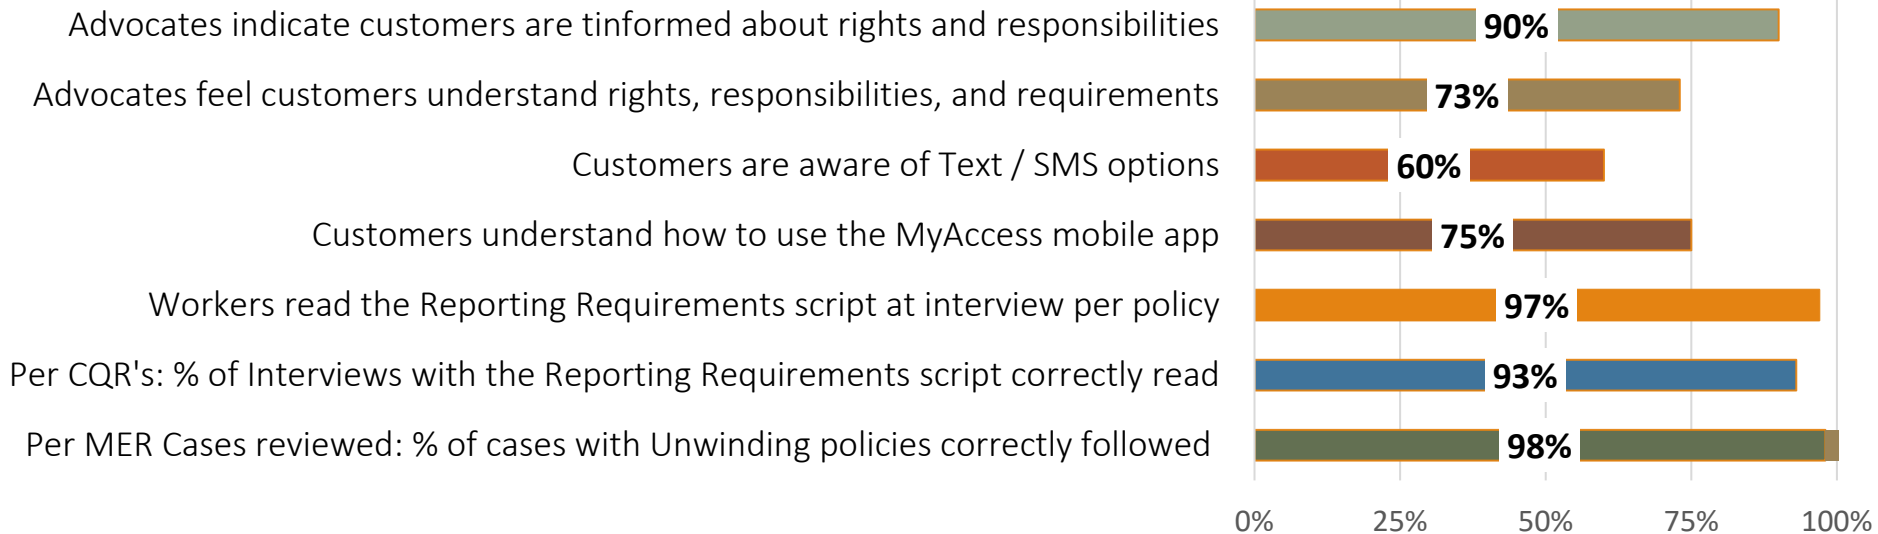 Advocates indicate customers are tinformed about rights and responsibilities 90%
Advocates feel customers understand rights, responsibilities, and requirements 73%
Customers are aware of Text / SMS options 60%
Customers understand how to use the MyAccess mobile app 75%
Workers read the Reporting Requirements script at interview per policy 97%
Per CQR's: % of Interviews with the Reporting Requirements script correctly read 93%
Per MER Cases reviewed: % of cases with Unwinding policies correctly followed 98%
0% 25% 50% 75% 100%